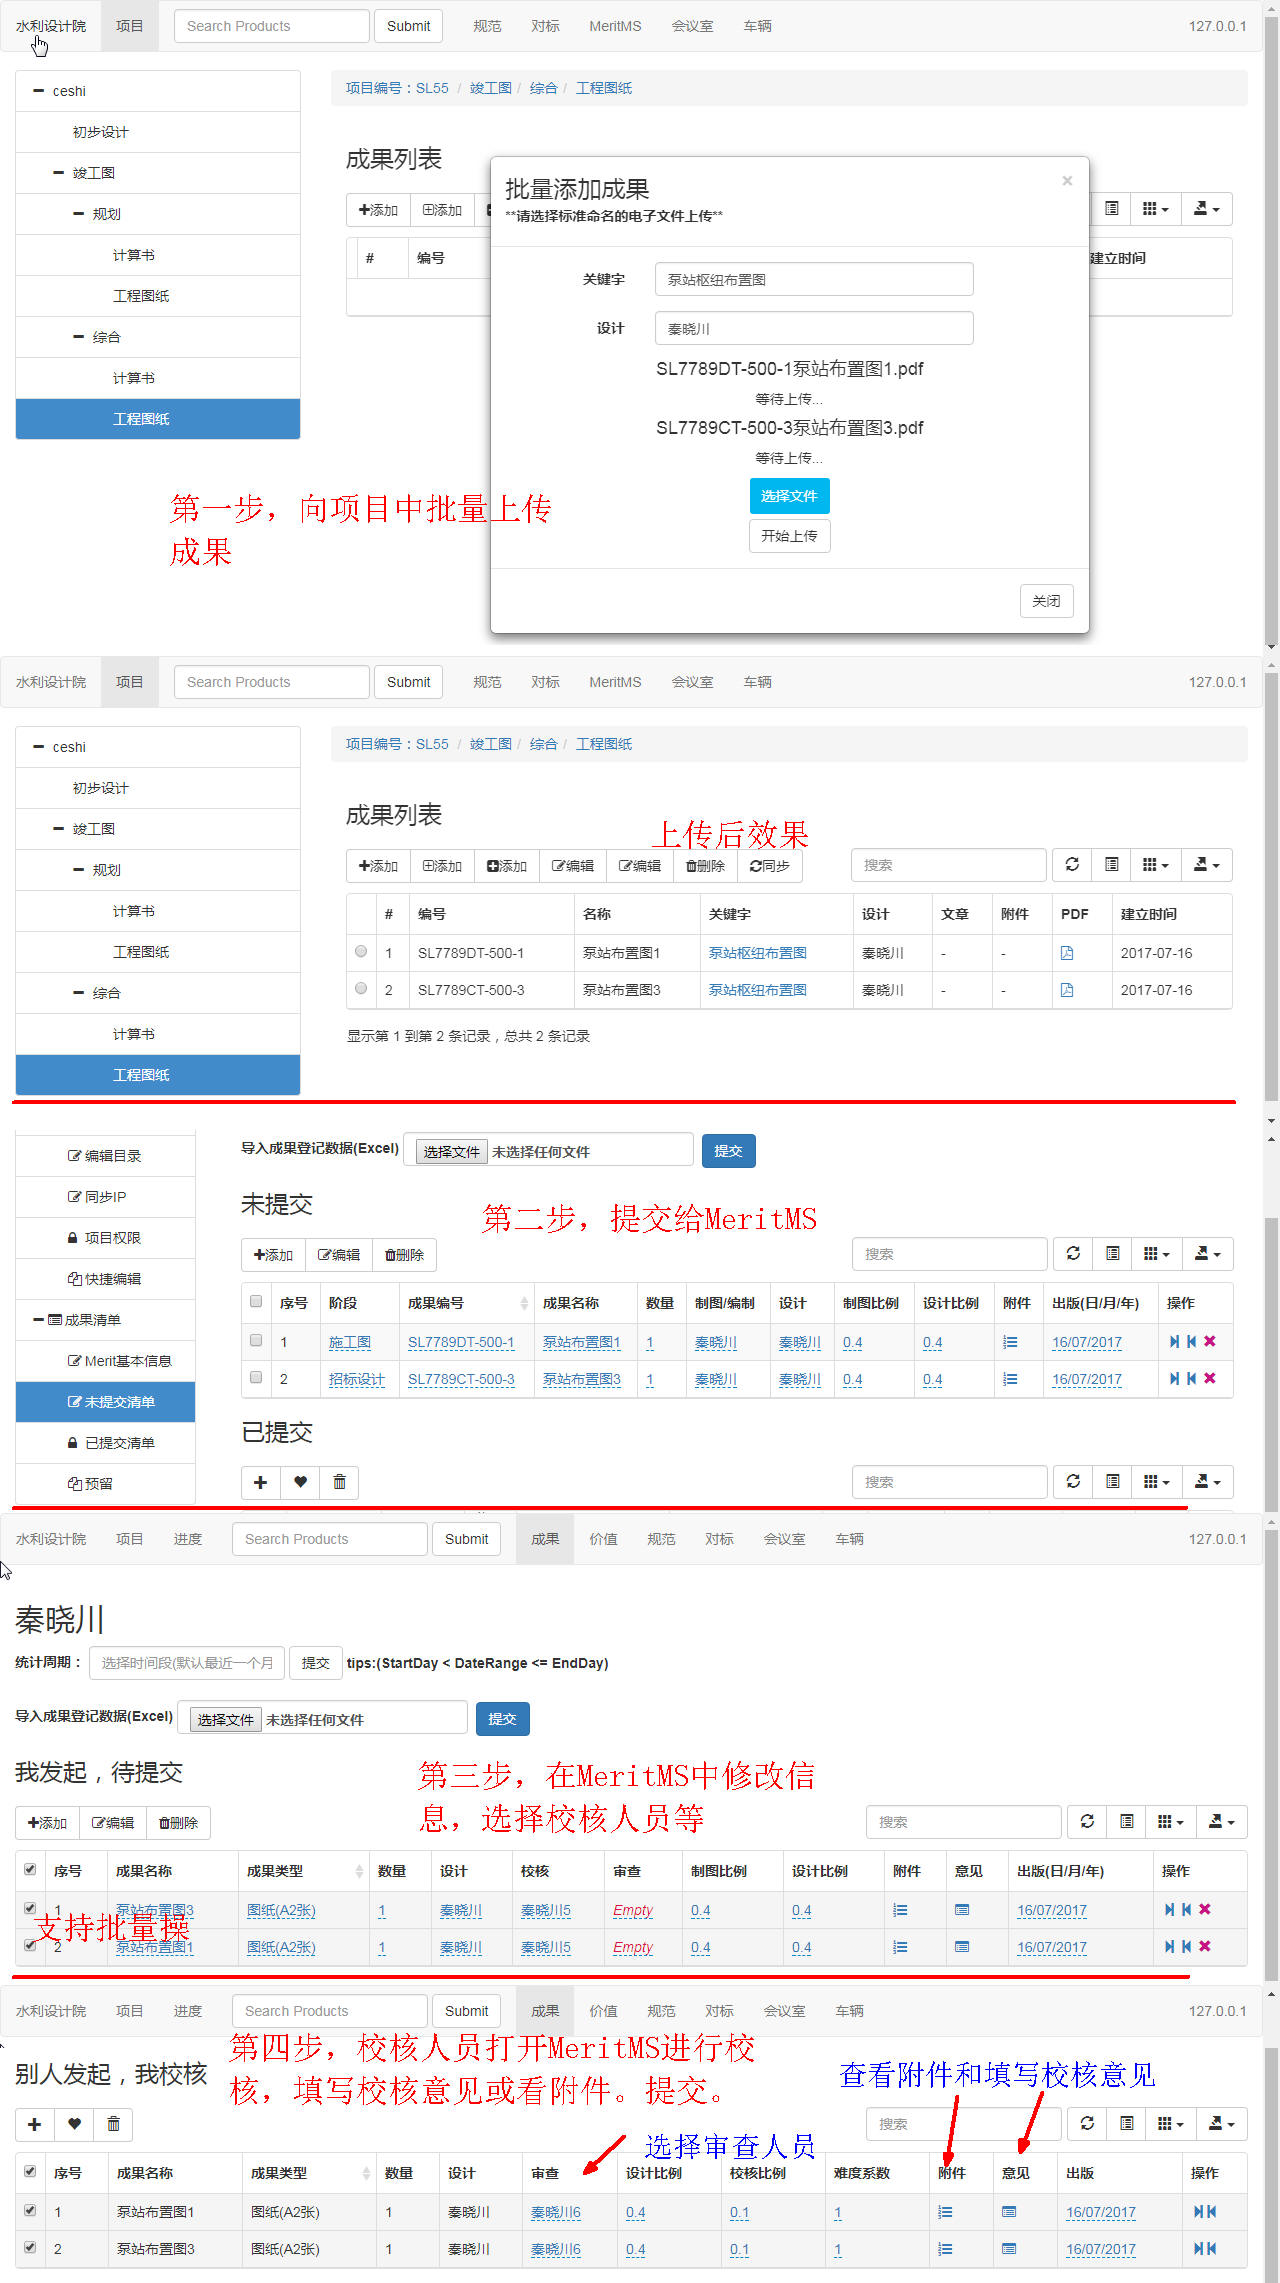 水利设计院 项目 Search Products Submit 规范 对标 MeritMS 会议室 车辆 127.0.0.1
ceshi
初步设计
竣工图
规划
计算书
工程图纸
综合
计算书
工程图纸
项目编号：SL55 / 竣工图 / 综合 / 工程图纸
成果列表
添加 添加
# 编号 建立时间
批量添加成果 ×
**请选择标准命名的电子文件上传**
关键字 泵站枢纽布置图
设计 秦晓川
SL7789DT-500-1泵站布置图1.pdf
等待上传...
SL7789CT-500-3泵站布置图3.pdf
等待上传...
选择文件
开始上传
关闭
第一步，向项目中批量上传
成果
水利设计院 项目 Search Products Submit 规范 对标 MeritMS 会议室 车辆 127.0.0.1
ceshi
初步设计
竣工图
规划
计算书
工程图纸
综合
计算书
工程图纸
项目编号：SL55 / 竣工图 / 综合 / 工程图纸
成果列表
上传后效果
添加 添加 添加 编辑 编辑 删除 同步 搜索
# 编号 名称 关键字 设计 文章 附件 PDF 建立时间
1 SL7789DT-500-1 泵站布置图1 泵站枢纽布置图 秦晓川 - - 2017-07-16
2 SL7789CT-500-3 泵站布置图3 泵站枢纽布置图 秦晓川 - - 2017-07-16
显示第 1 到第 2 条记录，总共 2 条记录
编辑目录
同步IP
项目权限
快捷编辑
成果清单
Merit基本信息
未提交清单
已提交清单
预留
导入成果登记数据(Excel) 选择文件 未选择任何文件 提交
未提交
第二步，提交给MeritMS
添加 编辑 删除 搜索
序号 阶段 成果编号 成果名称 数量 制图/编制 设计 制图比例 设计比例 附件 出版(日/月/年) 操作
1 施工图 SL7789DT-500-1 泵站布置图1 1 秦晓川 秦晓川 0.4 0.4 16/07/2017
2 招标设计 SL7789CT-500-3 泵站布置图3 1 秦晓川 秦晓川 0.4 0.4 16/07/2017
已提交
搜索
水利设计院 项目 进度 Search Products Submit 成果 价值 规范 对标 会议室 车辆 127.0.0.1
秦晓川
统计周期： 选择时间段(默认最近一个月 提交 tips:(StartDay < DateRange <= EndDay)
导入成果登记数据(Excel) 选择文件 未选择任何文件 提交
我发起，待提交
第三步，在MeritMS中修改信
息，选择校核人员等
添加 编辑 删除 搜索
序号 成果名称 成果类型 数量 设计 校核 审查 制图比例 设计比例 附件 意见 出版(日/月/年) 操作
1 泵站布置图3 图纸(A2张) 1 秦晓川 秦晓川5 Empty 0.4 0.4 16/07/2017
支持批量操
2 泵站布置图1 图纸(A2张) 1 秦晓川 秦晓川5 Empty 0.4 0.4 16/07/2017
水利设计院 项目 进度 Search Products Submit 成果 价值 规范 对标 会议室 车辆 127.0.0.1
第四步，校核人员打开MeritMS进行校
核，填写校核意见或看附件。提交。
别人发起，我校核
查看附件和填写校核意见
搜索
选择审查人员
序号 成果名称 成果类型 数量 设计 审查 设计比例 校核比例 难度系数 附件 意见 出版 操作
1 泵站布置图1 图纸(A2张) 1 秦晓川 秦晓川6 0.4 0.1 1 16/07/2017
2 泵站布置图3 图纸(A2张) 1 秦晓川 秦晓川6 0.4 0.1 1 16/07/2017